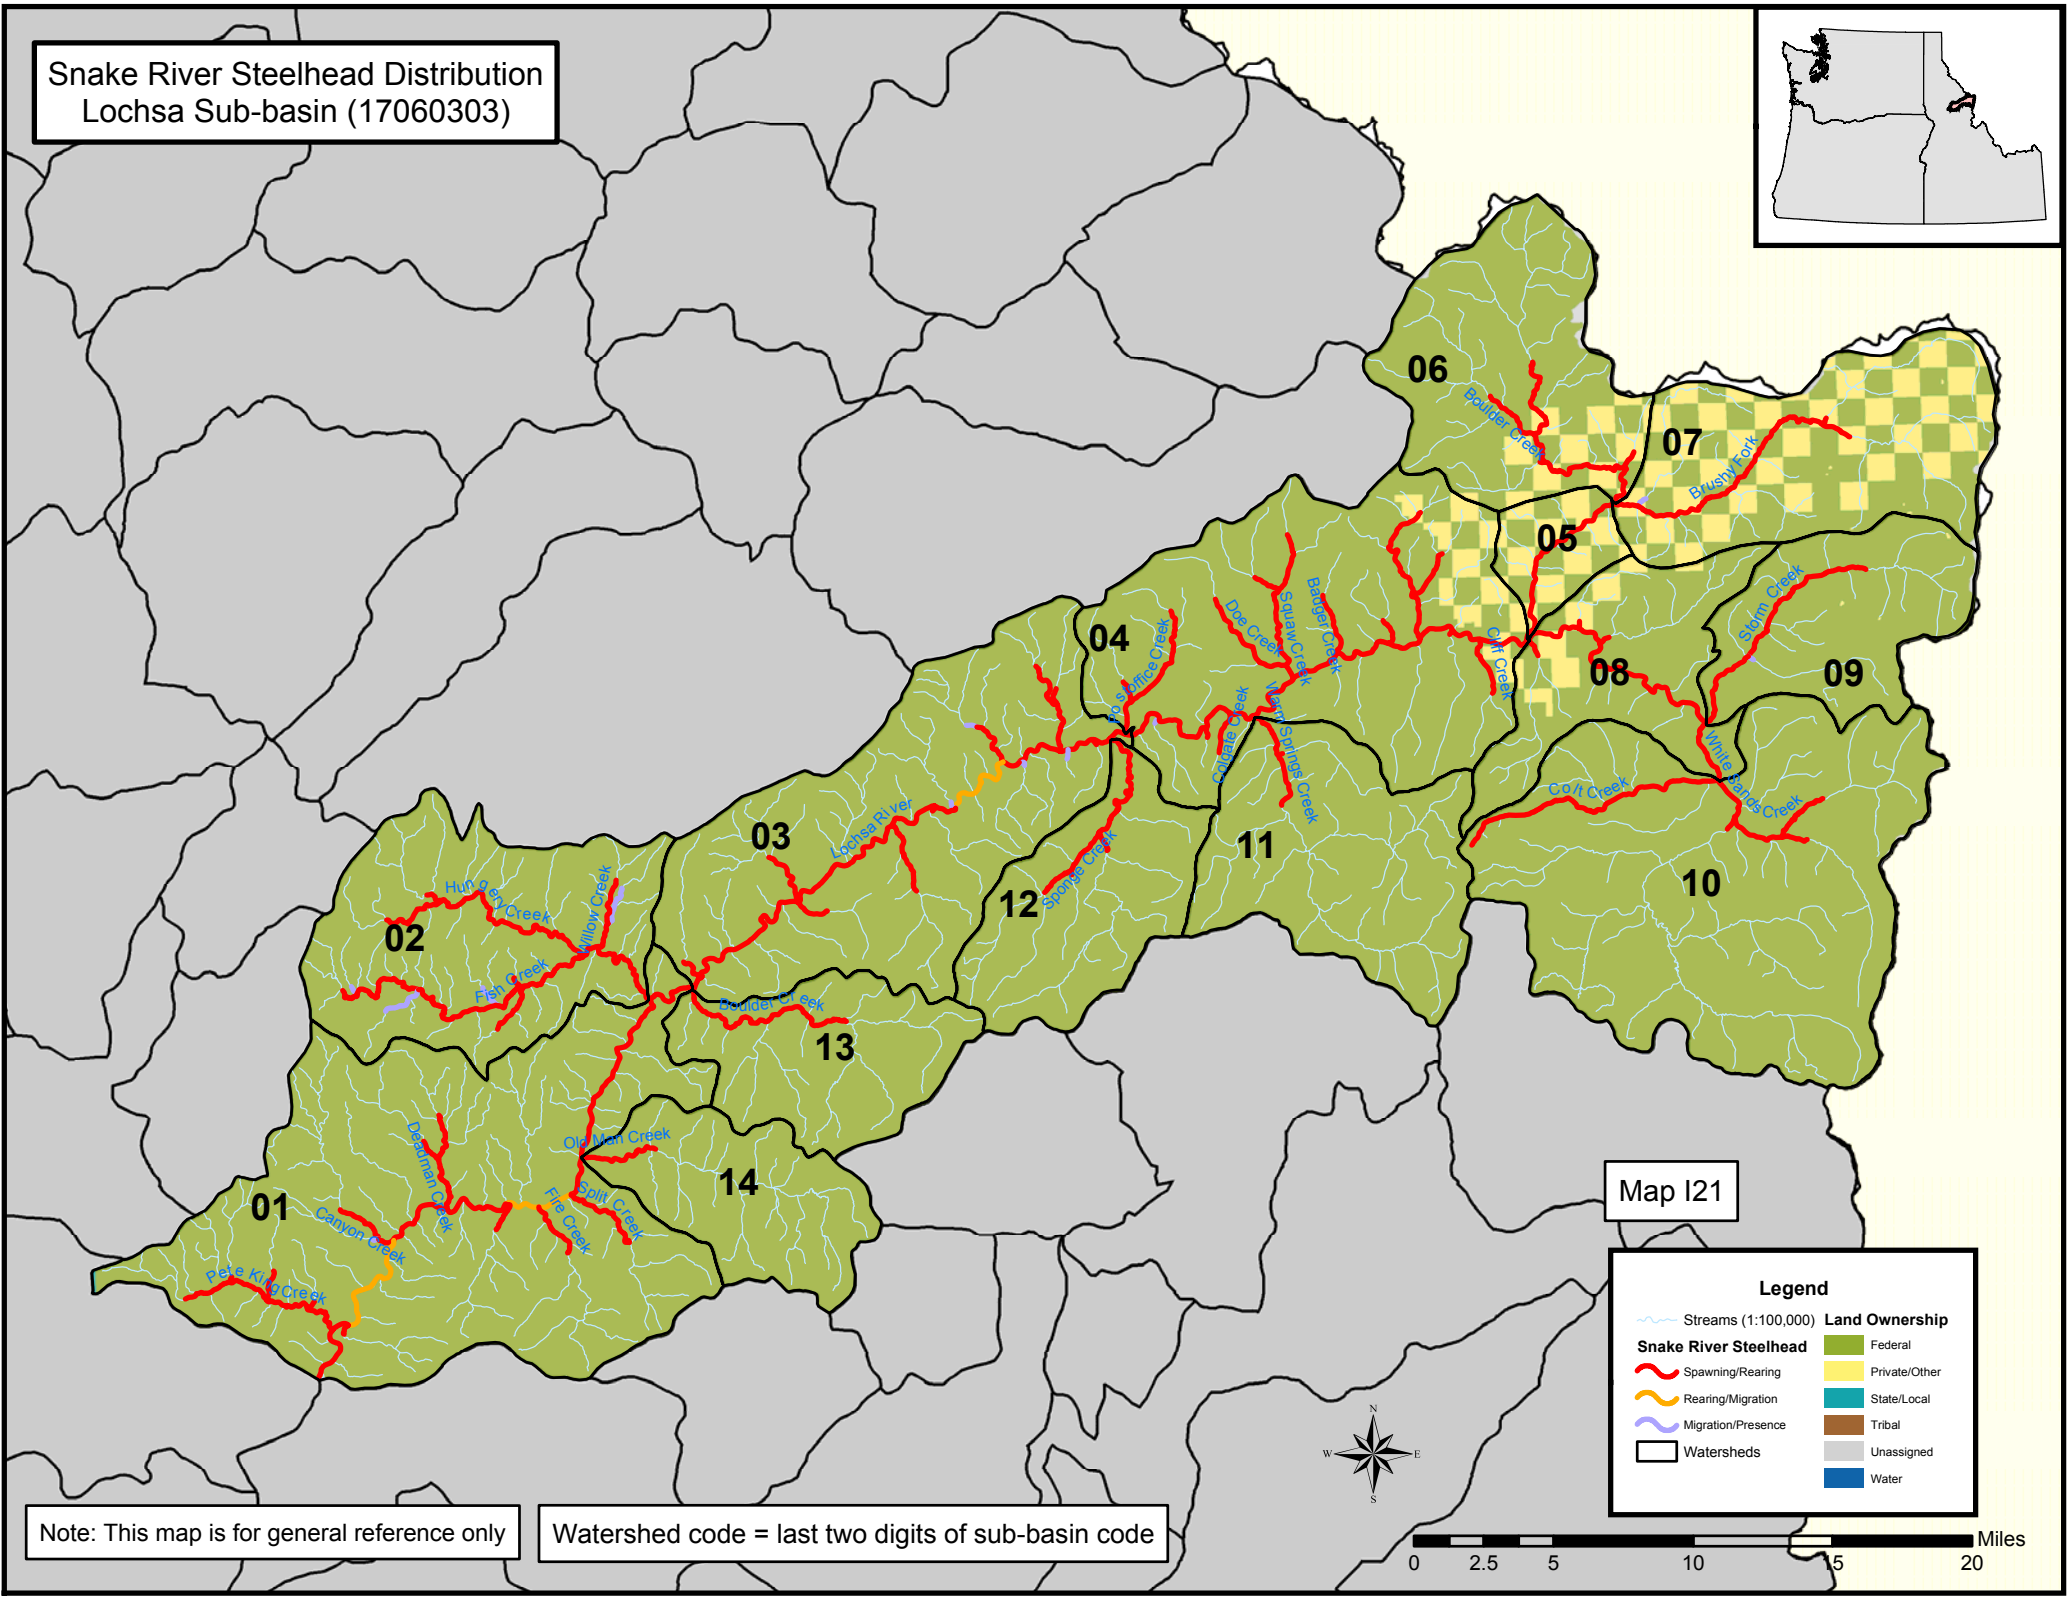 Snake River Steelhead Distribution
Lochsa Sub-basin (17060303)
06
Boulder Creek
07
Brushy Fork
05
04
Postoffice Creek
Doe Creek
Squaw Creek
Badger Creek
Cliff Creek
08
Storm Creek
09
Colgate Creek
Warm Springs Creek
White Sands Creek
Colt Creek
03
Lochsa River
11
10
12
Sponge Creek
02
Hungery Creek
Willow Creek
Fish Creek
Boulder Creek
13
Old Man Creek
14
Deadman Creek
01
Canyon Creek
Fire Creek
Split Creek
Pete King Creek
Map I21
Legend
Streams (1:100,000)
Snake River Steelhead
Spawning/Rearing
Rearing/Migration
Migration/Presence
Watersheds
Land Ownership
Federal
Private/Other
State/Local
Tribal
Unassigned
Water
N
W E
S
Note: This map is for general reference only
Watershed code = last two digits of sub-basin code
Miles
0 2.5 5 10 15 20